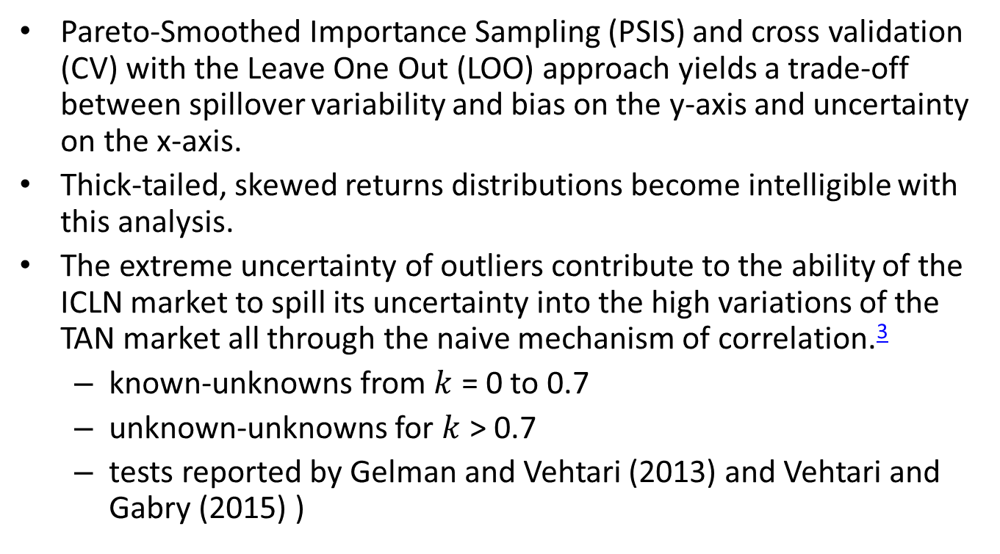 • Pareto-Smoothed Importance Sampling (PSIS) and cross validation
(CV) with the Leave One Out (LOO) approach yields a trade-off
between spillover variability and bias on the y-axis and uncertainty
on the x-axis.
• Thick-tailed, skewed returns distributions become intelligible with
this analysis.
• The extreme uncertainty of outliers contribute to the ability of the
ICLN market to spill its uncertainty into the high variations of the
TAN market all through the naive mechanism of correlation.3
– known-unknowns from k = 0 to 0.7
– unknown-unknowns for k > 0.7
– tests reported by Gelman and Vehtari (2013) and Vehtari and
Gabry (2015) )